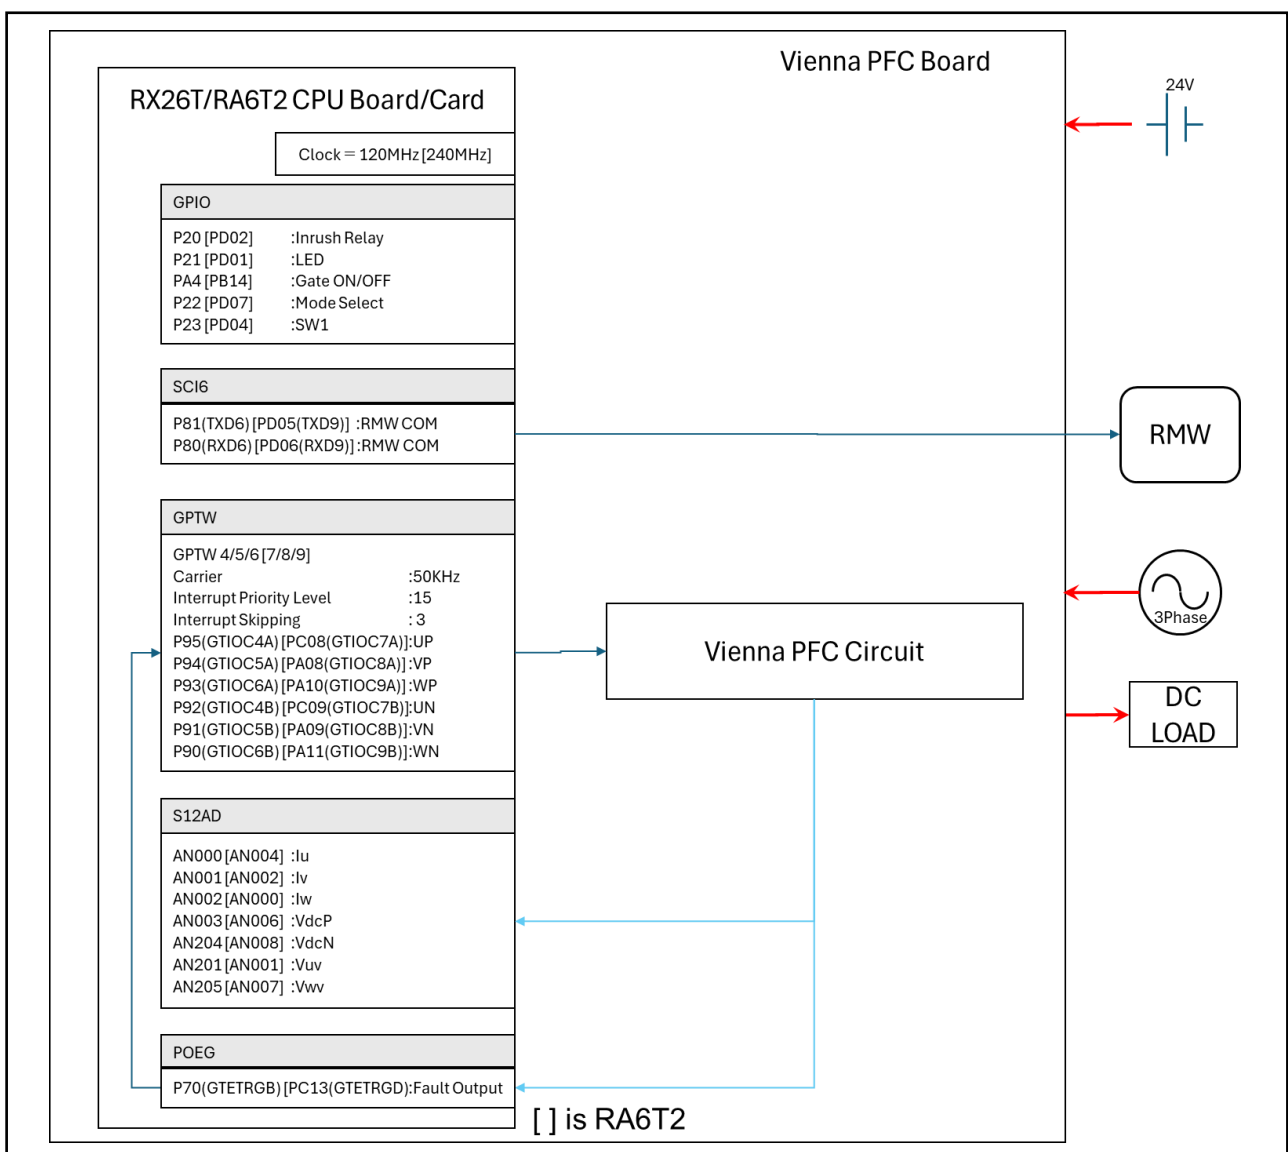 Vienna PFC Board
24V
RX26T/RA6T2 CPU Board/Card
Clock = 120MHz [240MHz]
GPIO
P20 [PD02] :Inrush Relay
P21 [PD01] :LED
PA4 [PB14] :Gate ON/OFF
P22 [PD07] :Mode Select
P23 [PD04] :SW1
SCI6
P81(TXD6) [PD05(TXD9)] :RMW COM
P80(RXD6) [PD06(RXD9)]:RMW COM
RMW
GPTW
GPTW 4/5/6 [7/8/9]
Carrier :50KHz
Interrupt Priority Level :15
Interrupt Skipping : 3
P95(GTIOC4A) [PC08(GTIOC7A)]:UP
P94(GTIOC5A) [PA08(GTIOC8A)]:VP
P93(GTIOC6A) [PA10(GTIOC9A)]:WP
P92(GTIOC4B) [PC09(GTIOC7B)]:UN
P91(GTIOC5B) [PA09(GTIOC8B)]:VN
P90(GTIOC6B) [PA11(GTIOC9B)]:WN
Vienna PFC Circuit
3Phase
DC
LOAD
S12AD
AN000 [AN004] :Iu
AN001 [AN002] :Iv
AN002 [AN000] :Iw
AN003 [AN006] :VdcP
AN204 [AN008] :VdcN
AN201 [AN001] :Vuv
AN205 [AN007] :Vwv
POEG
P70(GTETRGB) [PC13(GTETRGD):Fault Output
[ ] is RA6T2